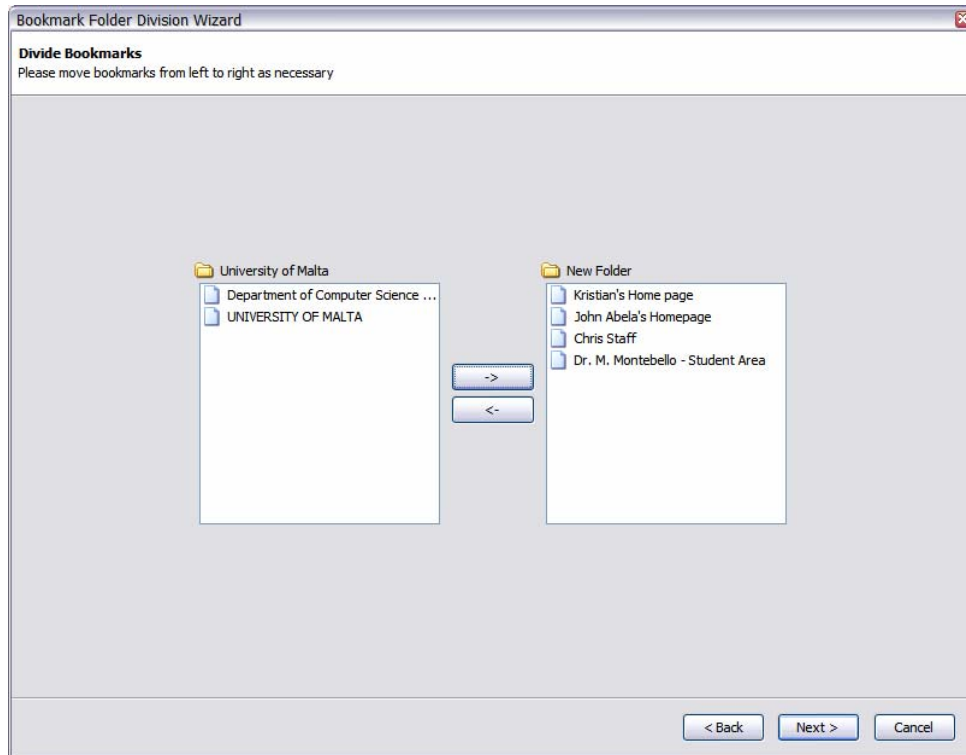 Bookmark Folder Division Wizard
Divide Bookmarks
Please move bookmarks from left to right as necessary
University of Malta
Department of Computer Science ...
UNIVERSITY OF MALTA
->
<-
New Folder
Kristian's Home page
John Abela's Homepage
Chris Staff
Dr. M. Montebello - Student Area
< Back
Next >
Cancel